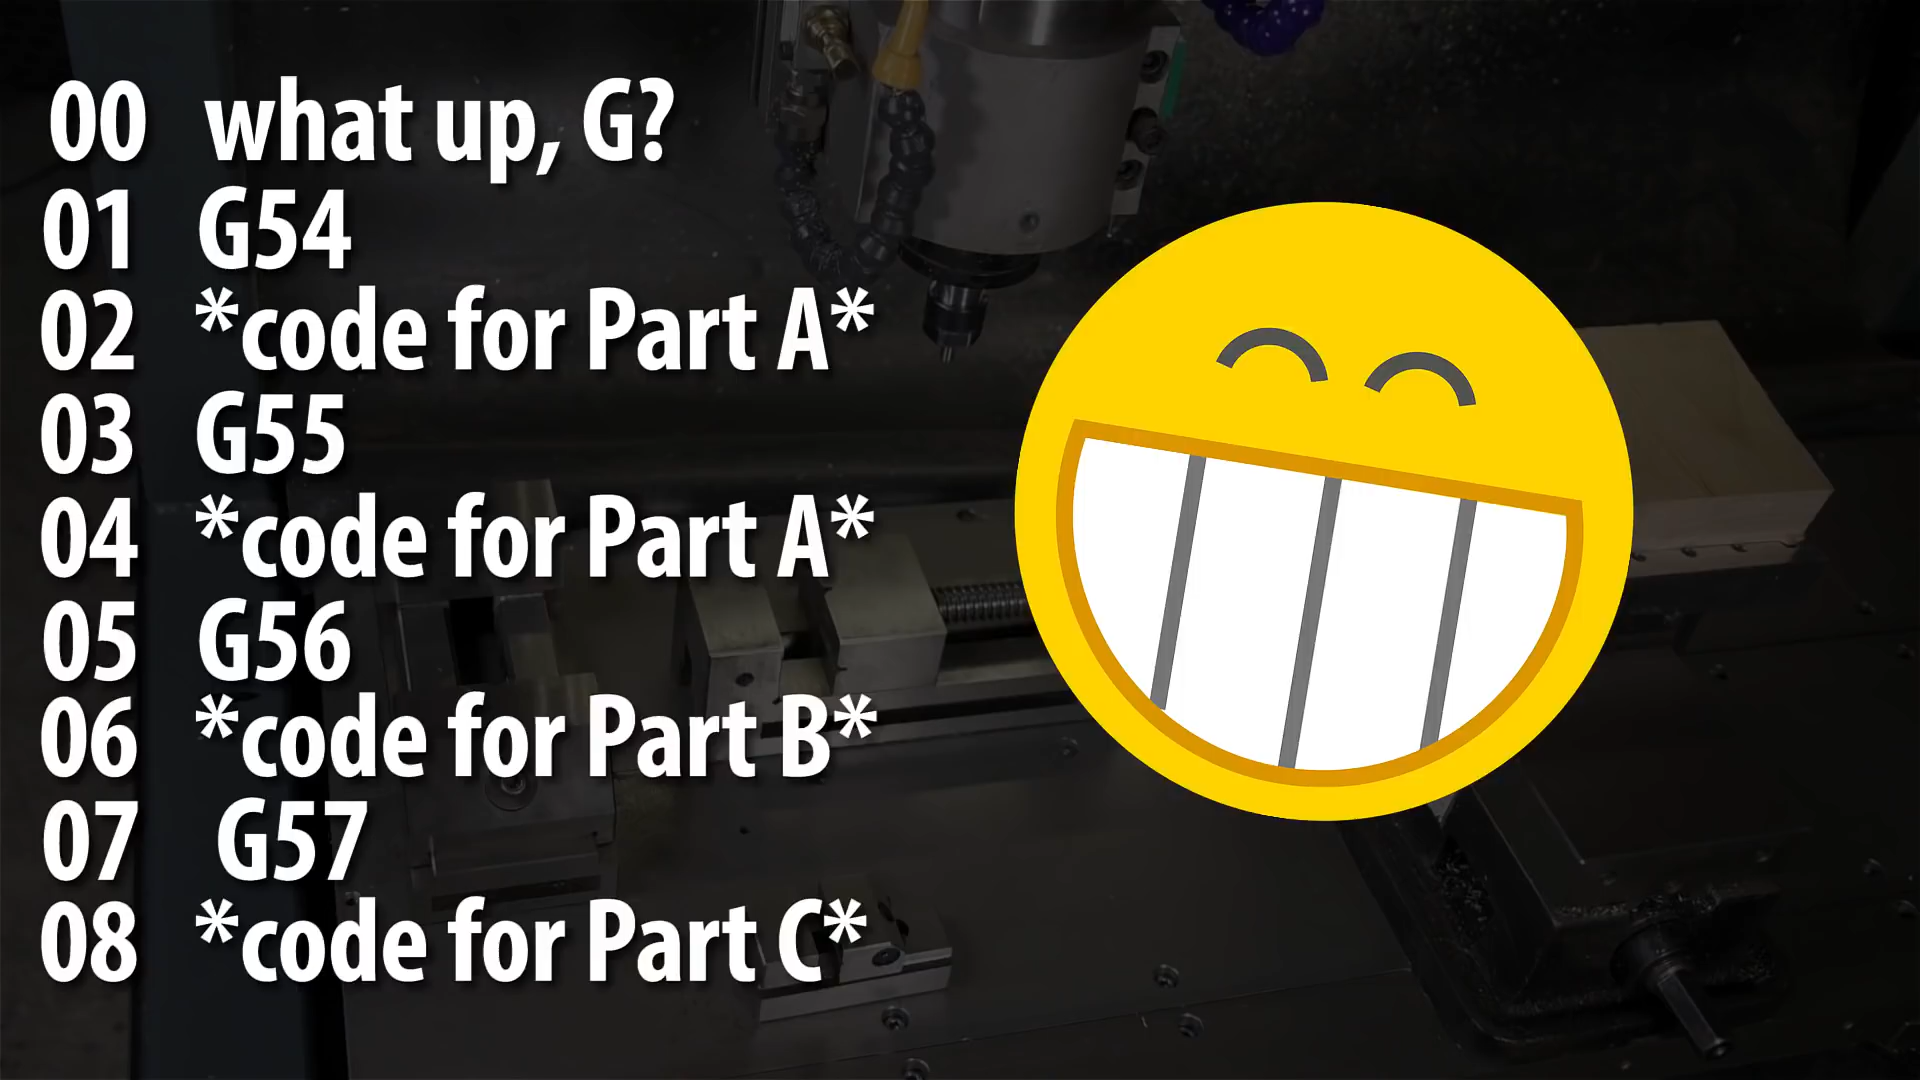 00 what up, G?
01 G54
02 *code for Part A*
03 G55
04 *code for Part A*
05 G56
06 *code for Part B*
07 G57
08 *code for Part C*